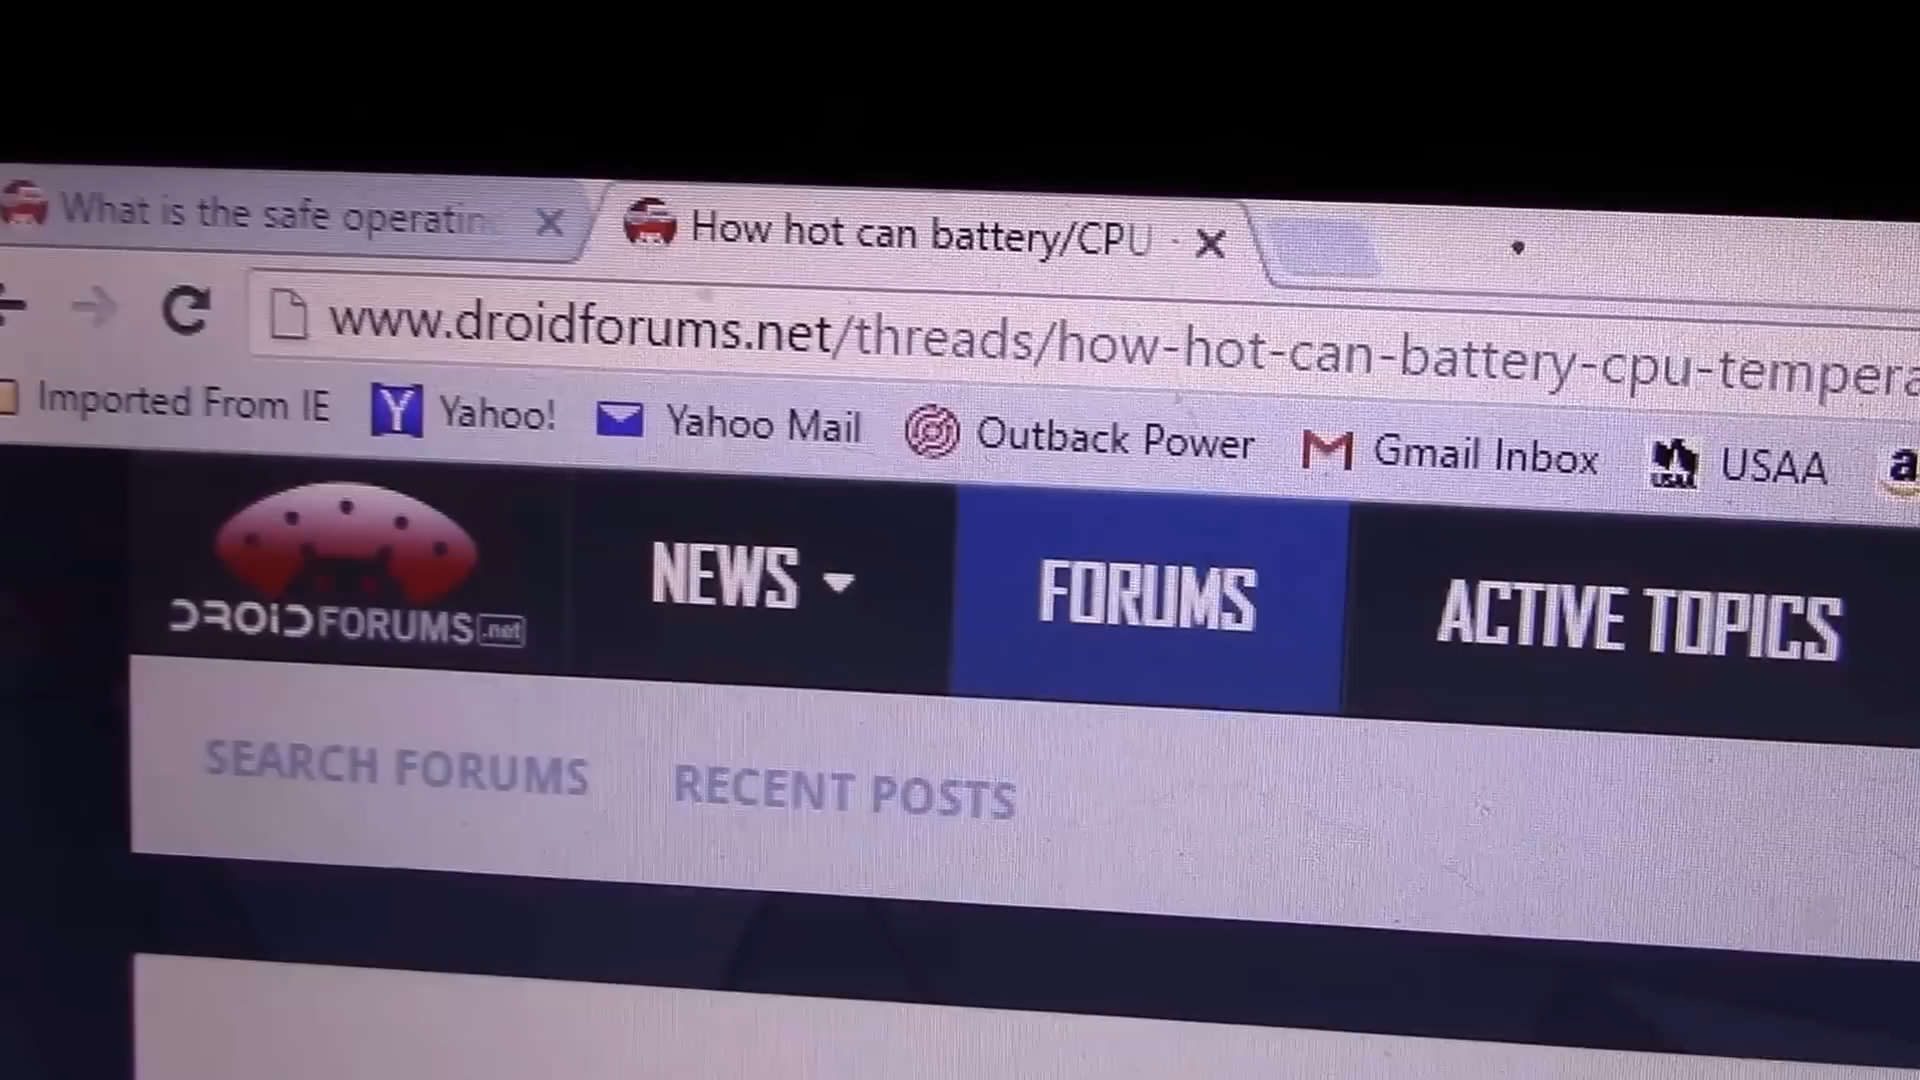 What is the safe operatin
How hot can battery/CPU -
www.droidforums.net/threads/how-hot-can-battery-cpu-tempera
Imported From IE Yahoo! Yahoo Mail Outback Power Gmail Inbox USAA a
DROIDFORUMS.net
NEWS FORUMS ACTIVE TOPICS
SEARCH FORUMS RECENT POSTS